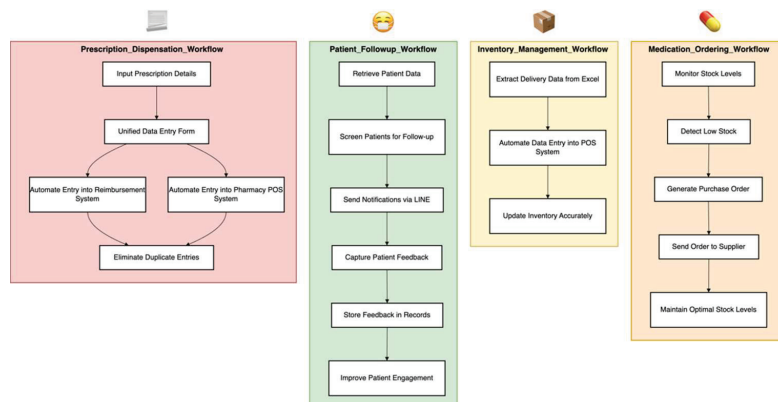 Prescription_Dispensation_Workflow
Input Prescription Details
Unified Data Entry Form
Automate Entry into Reimbursement
System
Automate Entry into Pharmacy POS
System
Eliminate Duplicate Entries
Patient_Followup_Workflow
Retrieve Patient Data
Screen Patients for Follow-up
Send Notifications via LINE
Capture Patient Feedback
Store Feedback in Records
Improve Patient Engagement
Inventory_Management_Workflow
Extract Delivery Data from Excel
Automate Data Entry into POS
System
Update Inventory Accurately
Medication_Ordering_Workflow
Monitor Stock Levels
Detect Low Stock
Generate Purchase Order
Send Order to Supplier
Maintain Optimal Stock Levels